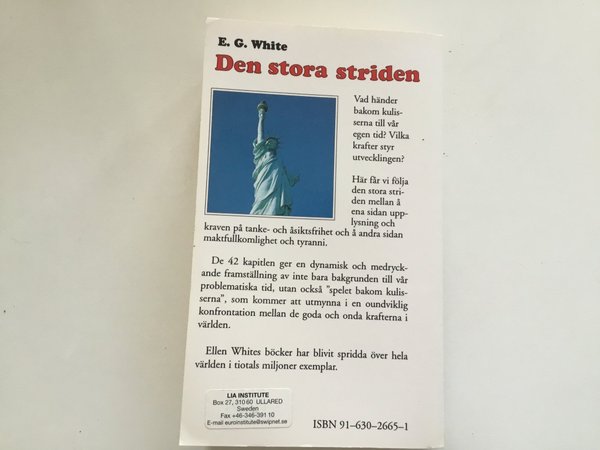 E. G. White
Den stora striden
Vad händer
bakom kulis-
serna till vår
egen tid? Vilka
krafter styr
utvecklingen?
Här får vi följa
den stora stri-
den mellan å
ena sidan upp-
lysning och
kraven på tanke- och åsiktsfrihet och å andra sidan
maktfullkomlighet och tyranni.
De 42 kapitlen ger en dynamisk och medryck-
ande framställning av inte bara bakgrunden till vår
problematiska tid, utan också "spelet bakom kulis-
serna", som kommer att utmynna i en oundviklig
konfrontation mellan de goda och onda krafterna i
världen.
Ellen Whites böcker har blivit spridda över hela
världen i tiotals miljoner exemplar.
LIA INSTITUTE
Box 27, 310 60 ULLARED
Sweden
Fax +46-346-391 10
E-mail euroinstitute@swipnet.se
ISBN 91–630–2665–1